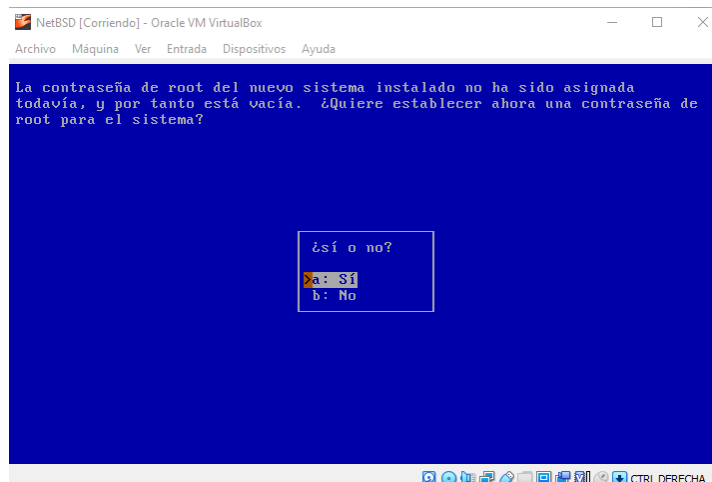 NetBSD [Corriendo] - Oracle VM VirtualBox
Archivo Máquina Ver Entrada Dispositivos Ayuda
La contraseña de root del nuevo sistema instalado no ha sido asignada
todavía, y por tanto está vacía. ¿Quiere establecer ahora una contraseña de
root para el sistema?
¿sí o no?
>a: Sí
b: No
CTRL DERECHA